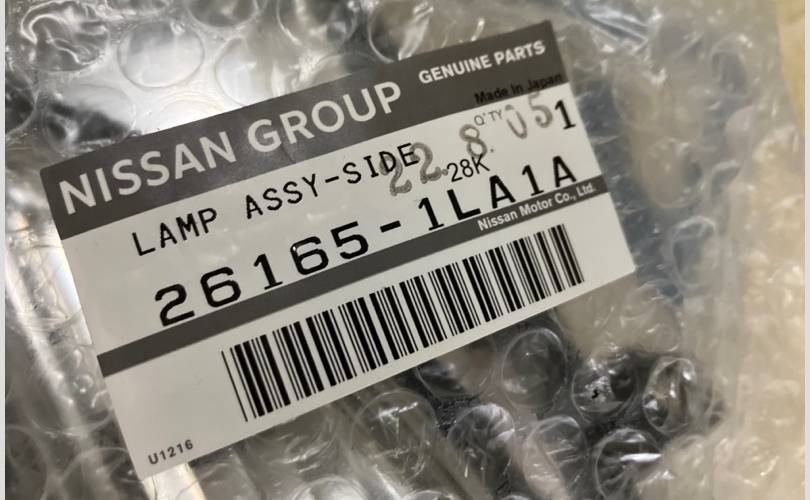 NISSAN GROUP GENUINE PARTS
Made in Japan
LAMP ASSY-SIDE Q'TY 1
22.8.05
28K
26165-1LA1A
Nissan Motor Co., Ltd.
U1216